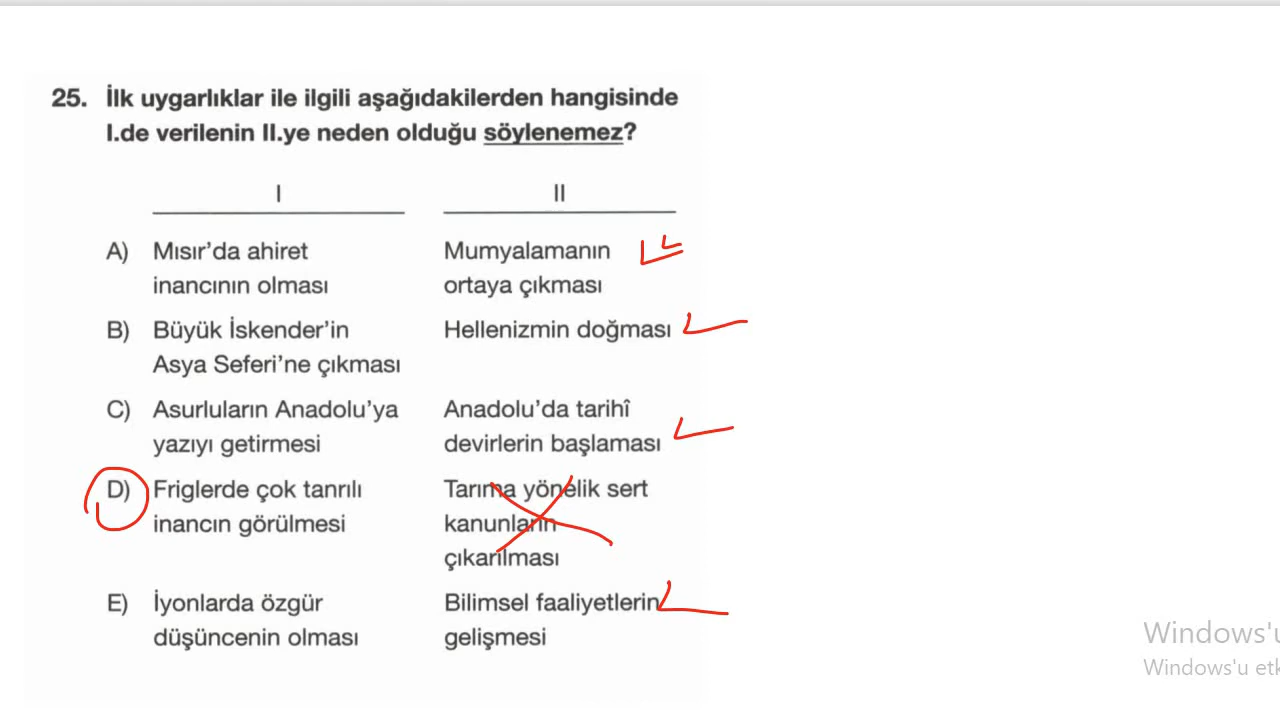 25. İlk uygarlıklar ile ilgili aşağıdakilerden hangisinde
I.de verilenin II.ye neden olduğu söylenemez?
I II
A) Mısır'da ahiret Mumyalamanın
inancının olması ortaya çıkması
B) Büyük İskender'in Hellenizmin doğması
Asya Seferi'ne çıkması
C) Asurluların Anadolu'ya Anadolu'da tarihî
yazıyı getirmesi devirlerin başlaması
D) Friglerde çok tanrılı Tarıma yönelik sert
inancın görülmesi kanunların
çıkarılması
E) İyonlarda özgür Bilimsel faaliyetlerin
düşüncenin olması gelişmesi
Windows'u
Windows'u etk